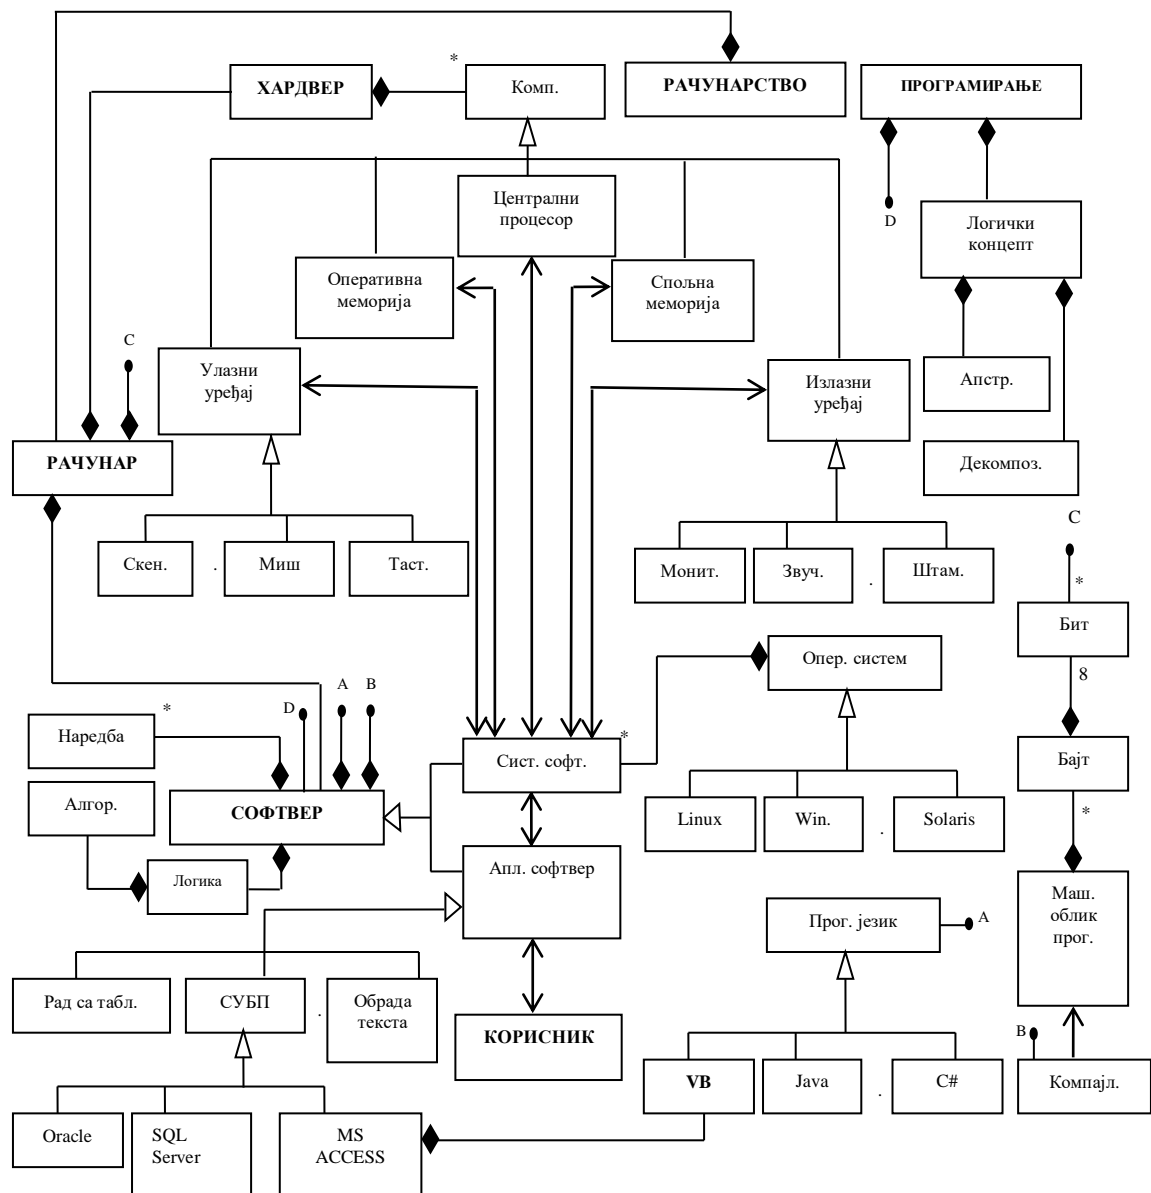 *
ХАРДВЕР
Комп.
РАЧУНАРСТВО
ПРОГРАМИРАЊЕ
Централни
процесор
D
Логички
концепт
Оперативна
меморија
Спољна
меморија
C
Улазни
уређај
Излазни
уређај
Апстр.
РАЧУНАР
Декомпоз.
C
Скен.
.
Миш
Таст.
Монит.
Звуч.
.
Штам.
*
Бит
Опер. систем
8
D
A
B
*
Наредба
*
Сист. софт.
Бајт
Алгор.
СОФТВЕР
Linux
Win.
.
Solaris
*
Логика
Апл. софтвер
Маш.
облик
прог.
Прог. језик
A
Рад са табл.
СУБП
.
Обрада
текста
КОРИСНИК
B
VB
Java
.
C#
Компајл.
Oracle
SQL
Server
MS
ACCESS